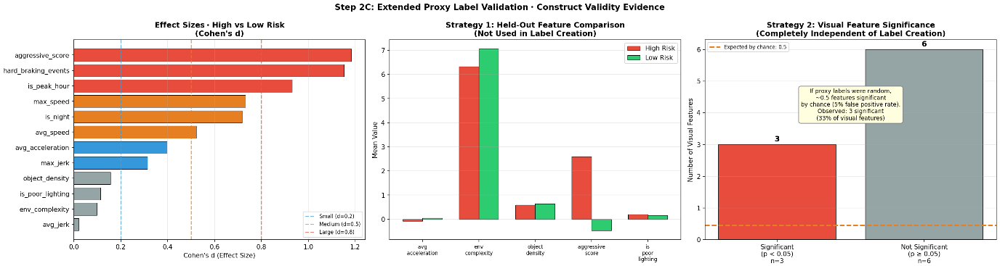 Step 2C: Extended Proxy Label Validation · Construct Validity Evidence
Effect Sizes · High vs Low Risk
(Cohen's d)
aggressive_score
hard_braking_events
is_peak_hour
max_speed
is_night
avg_speed
avg_acceleration
max_jerk
object_density
is_poor_lighting
env_complexity
avg_jerk
Small (d=0.2)
Medium (d=0.5)
Large (d=0.8)
0.0 0.2 0.4 0.6 0.8 1.0 1.2
Cohen's d (Effect Size)
Strategy 1: Held-Out Feature Comparison
(Not Used in Label Creation)
High Risk
Low Risk
Mean Value
7
6
5
4
3
2
1
0
avg
acceleration
env
complexity
object
density
aggressive
score
is
poor
lighting
Strategy 2: Visual Feature Significance
(Completely Independent of Label Creation)
Expected by chance: 0.5
6
3
If proxy labels were random,
~0.5 features significant
by chance (5% false positive rate).
Observed: 3 significant
(33% of visual features)
Number of Visual Features
6
5
4
3
2
1
0
Significant
(p < 0.05)
n=3
Not Significant
(p ≥ 0.05)
n=6